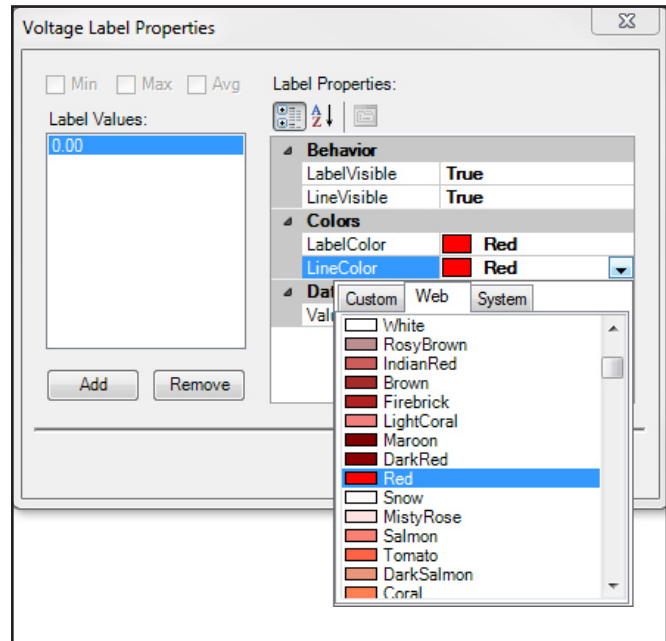 Voltage Label Properties
Min Max Avg
Label Properties:
Label Values:
0.00
Behavior
LabelVisible True
LineVisible True
Colors
LabelColor Red
LineColor Red
Custom Web System
White
RosyBrown
IndianRed
Brown
Firebrick
LightCoral
Maroon
DarkRed
Red
Snow
MistyRose
Salmon
Tomato
DarkSalmon
Coral
Add Remove